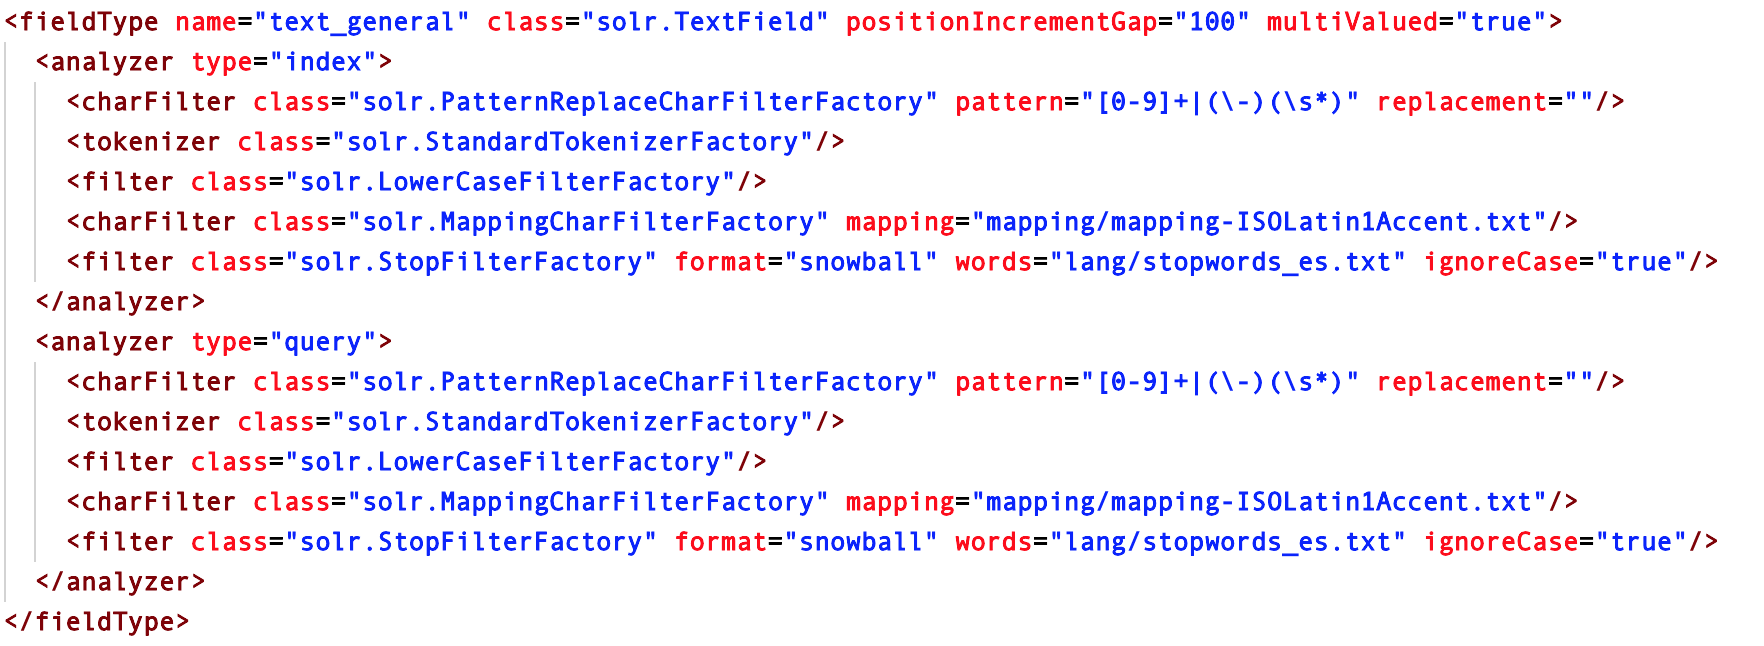 <fieldType name="text_general" class="solr.TextField" positionIncrementGap="100" multiValued="true">
<analyzer type="index">
<charFilter class="solr.PatternReplaceCharFilterFactory" pattern="[0-9]+|(\-)(\s*)" replacement=""/>
<tokenizer class="solr.StandardTokenizerFactory"/>
<filter class="solr.LowerCaseFilterFactory"/>
<charFilter class="solr.MappingCharFilterFactory" mapping="mapping/mapping-ISOLatin1Accent.txt"/>
<filter class="solr.StopFilterFactory" format="snowball" words="lang/stopwords_es.txt" ignoreCase="true"/>
</analyzer>
<analyzer type="query">
<charFilter class="solr.PatternReplaceCharFilterFactory" pattern="[0-9]+|(\-)(\s*)" replacement=""/>
<tokenizer class="solr.StandardTokenizerFactory"/>
<filter class="solr.LowerCaseFilterFactory"/>
<charFilter class="solr.MappingCharFilterFactory" mapping="mapping/mapping-ISOLatin1Accent.txt"/>
<filter class="solr.StopFilterFactory" format="snowball" words="lang/stopwords_es.txt" ignoreCase="true"/>
</analyzer>
</fieldType>